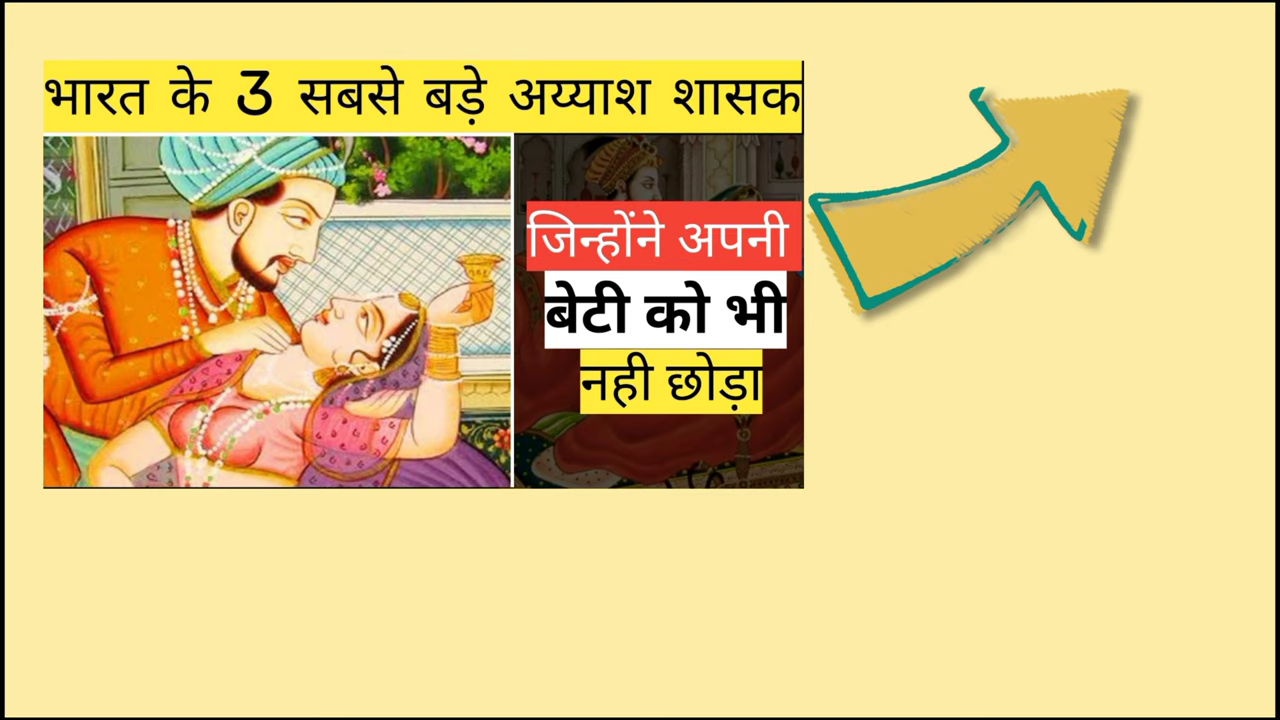 भारत के 3 सबसे बड़े अय्याश शासक
जिन्होंने अपनी
बेटी को भी
नही छोड़ा